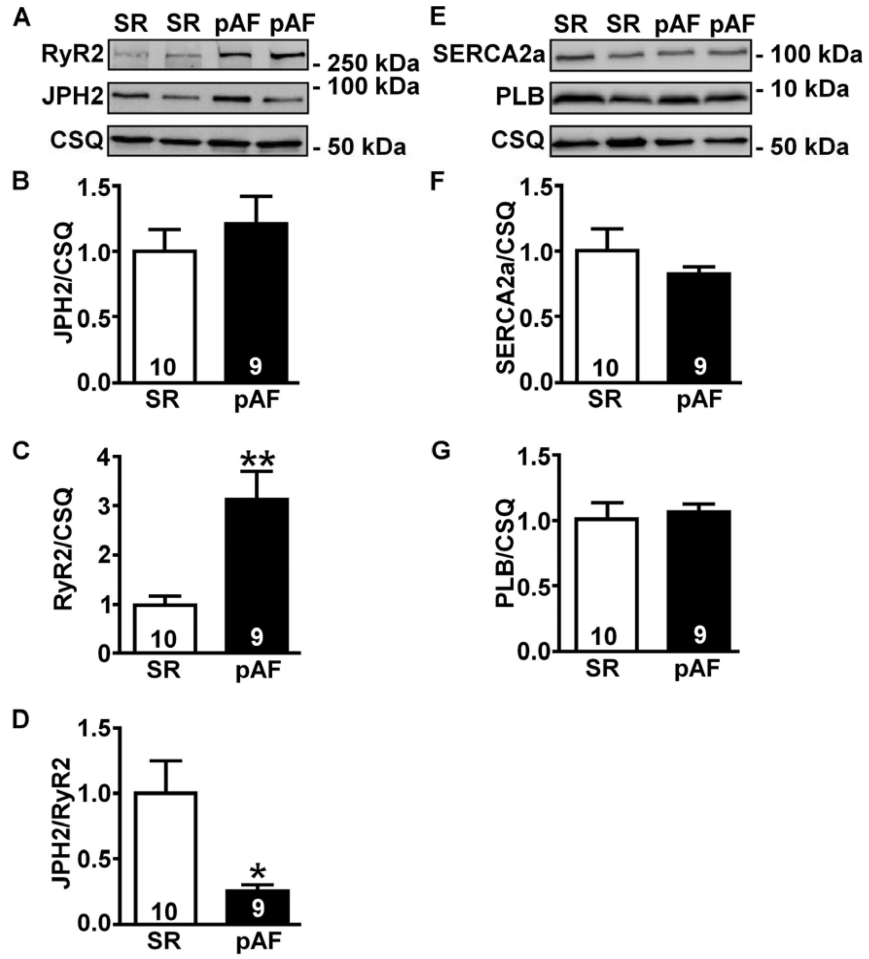 A
SR SR pAF pAF
RyR2
- 250 kDa
JPH2
- 100 kDa
CSQ
- 50 kDa
B
JPH2/CSQ
1.5
1.0
0.5
0.0
10
9
SR pAF
C
RyR2/CSQ
4
3
2
1
0
**
10
9
SR pAF
D
JPH2/RyR2
1.5
1.0
0.5
0.0
*
10
9
SR pAF
E
SR SR pAF pAF
SERCA2a
- 100 kDa
PLB
- 10 kDa
CSQ
- 50 kDa
F
SERCA2a/CSQ
1.5
1.0
0.5
0.0
10
9
SR pAF
G
PLB/CSQ
1.5
1.0
0.5
0.0
10
9
SR pAF